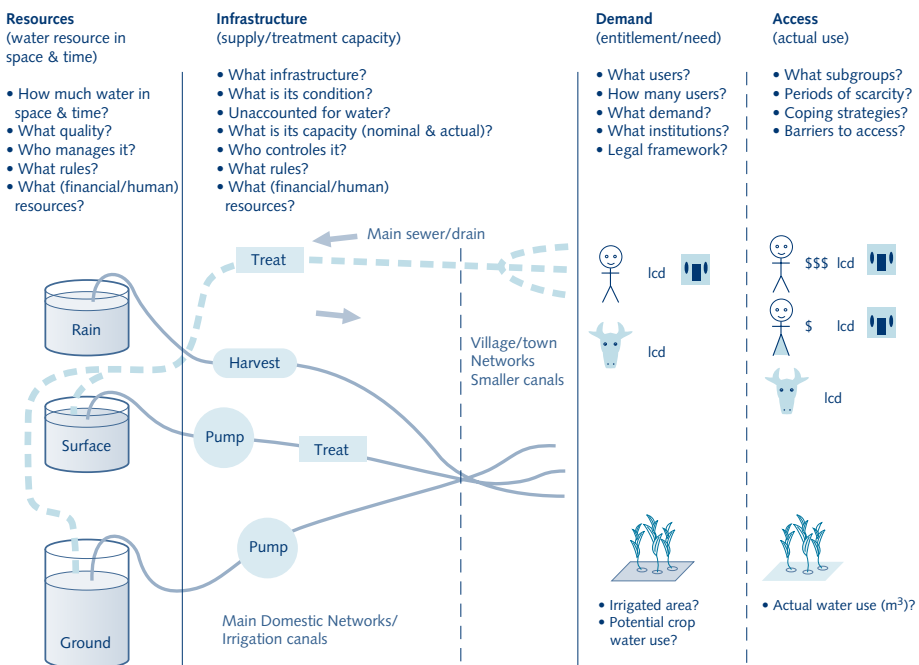 Resources
(water resource in
space & time)
• How much water in
space & time?
• What quality?
• Who manages it?
• What rules?
• What (financial/human)
resources?
Infrastructure
(supply/treatment capacity)
• What infrastructure?
• What is its condition?
• Unaccounted for water?
• What is its capacity (nominal & actual)?
• Who controles it?
• What rules?
• What (financial/human)
resources?
Demand
(entitlement/need)
• What users?
• How many users?
• What demand?
• What institutions?
• Legal framework?
Access
(actual use)
• What subgroups?
• Periods of scarcity?
• Coping strategies?
• Barriers to access?
Main sewer/drain
Treat
Rain
Harvest
Village/town
Networks
Smaller canals
Surface
Pump
Treat
Pump
Ground
Main Domestic Networks/
Irrigation canals
lcd
lcd
$$$ lcd
$ lcd
lcd
• Irrigated area?
• Potential crop
water use?
• Actual water use (m³)?